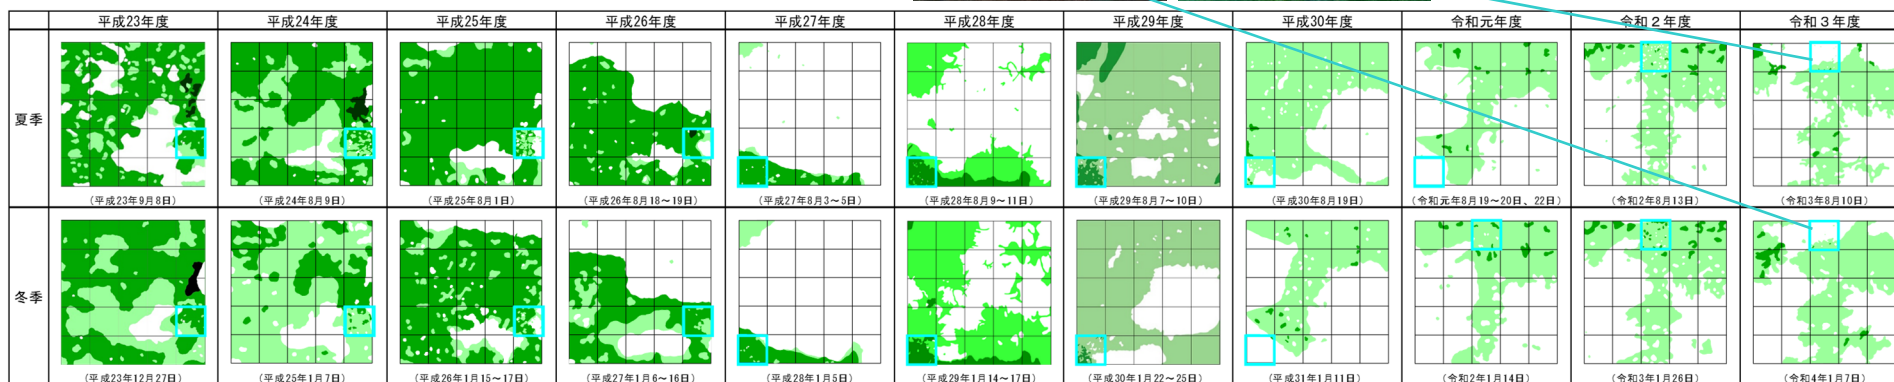 平成23年度 平成24年度 平成25年度 平成26年度 平成27年度 平成28年度 平成29年度 平成30年度 令和元年度 令和２年度 令和３年度
夏季
(平成23年9月8日) (平成24年8月9日) (平成25年8月1日) (平成26年8月18～19日) (平成27年8月3～5日) (平成28年8月9～11日) (平成29年8月7～10日) (平成30年8月19日) (令和元年8月19～20日、22日) (令和2年8月13日) (令和3年8月10日)
冬季
(平成23年12月27日) (平成25年1月7日) (平成26年1月15～17日) (平成27年1月6～16日) (平成28年1月5日) (平成29年1月14～17日) (平成30年1月22～25日) (平成31年1月11日) (令和2年1月14日) (令和3年1月26日) (令和4年1月7日)